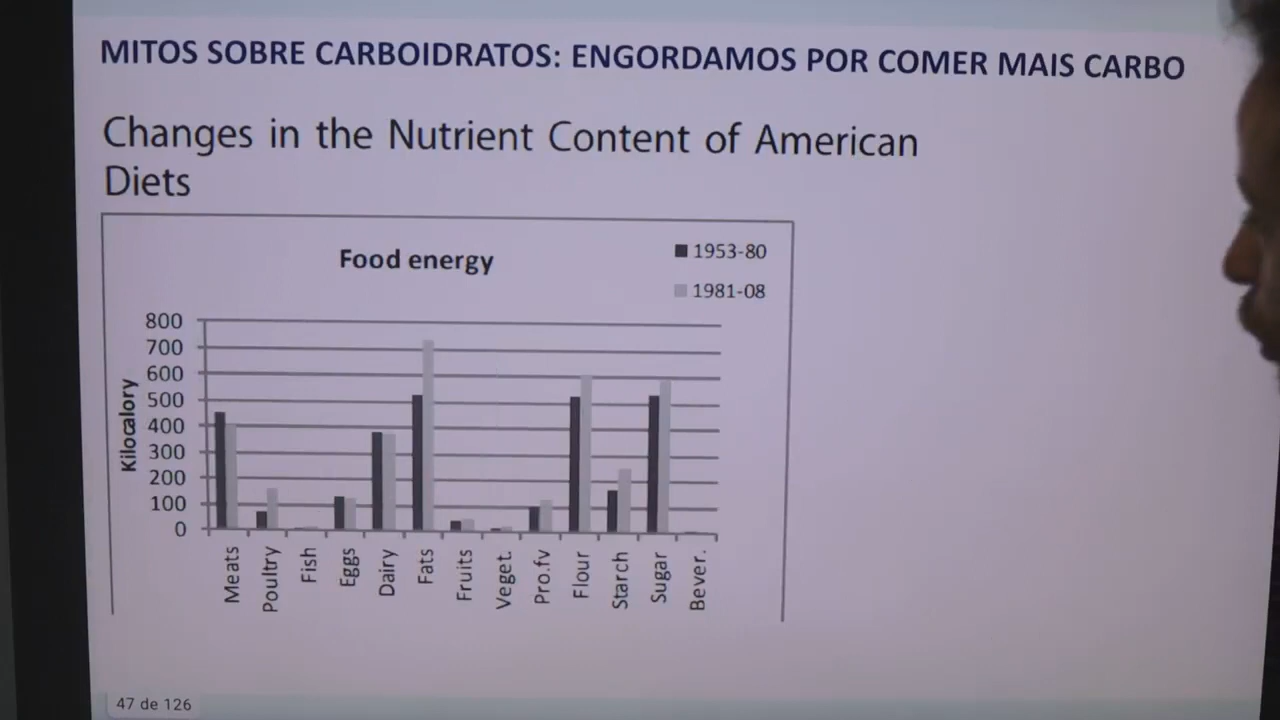 MITOS SOBRE CARBOIDRATOS: ENGORDAMOS POR COMER MAIS CARBO
Changes in the Nutrient Content of American
Diets
Food energy
1953-80
1981-08
Kilocalory
800
700
600
500
400
300
200
100
0
Meats
Poultry
Fish
Eggs
Dairy
Fats
Fruits
Veget.
Pro.fv
Flour
Starch
Sugar
Bever.
47 de 126